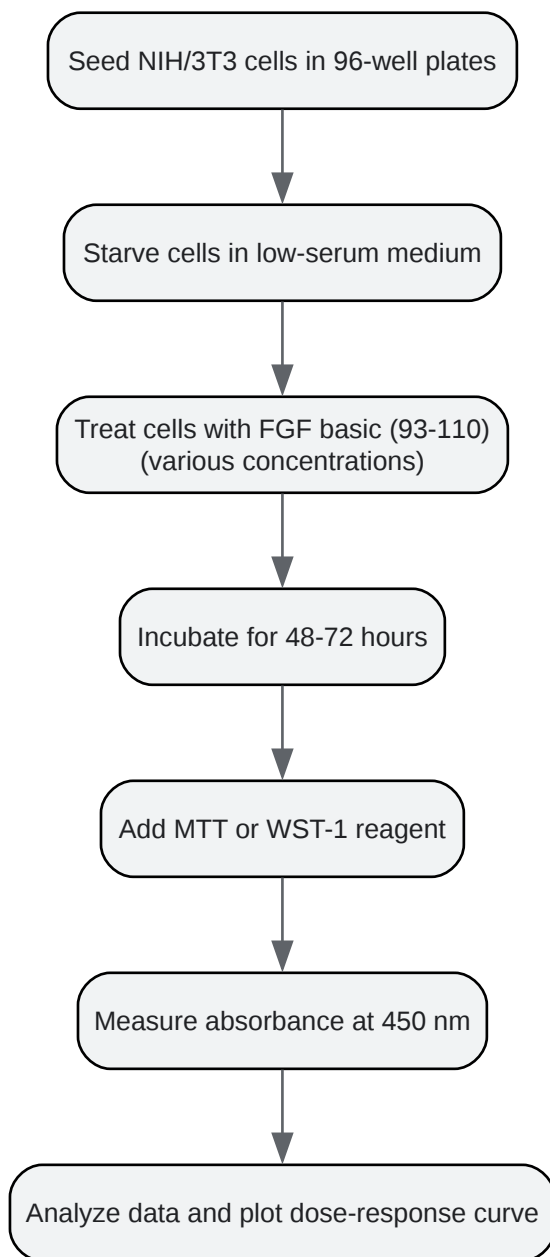 Seed NIH/3T3 cells in 96-well plates
Starve cells in low-serum medium
Treat cells with FGF basic (93-110)
(various concentrations)
Incubate for 48-72 hours
Add MTT or WST-1 reagent
Measure absorbance at 450 nm
Analyze data and plot dose-response curve